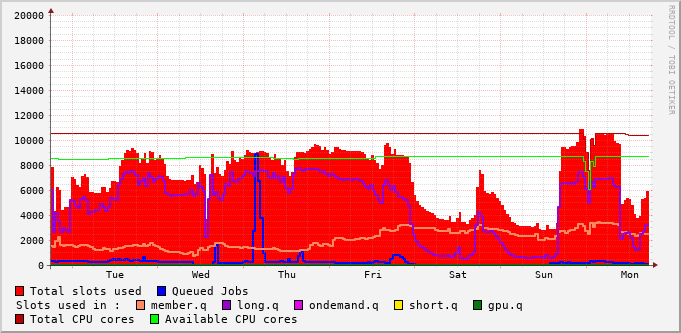 20000
18000
16000
14000
12000
10000
8000
6000
4000
2000
0
Tue Wed Thu Fri Sat Sun Mon
RRDTOOL / TOBI OETIKER
Total slots used Queued Jobs
Slots used in : member.q long.q ondemand.q short.q gpu.q
Total CPU cores Available CPU cores